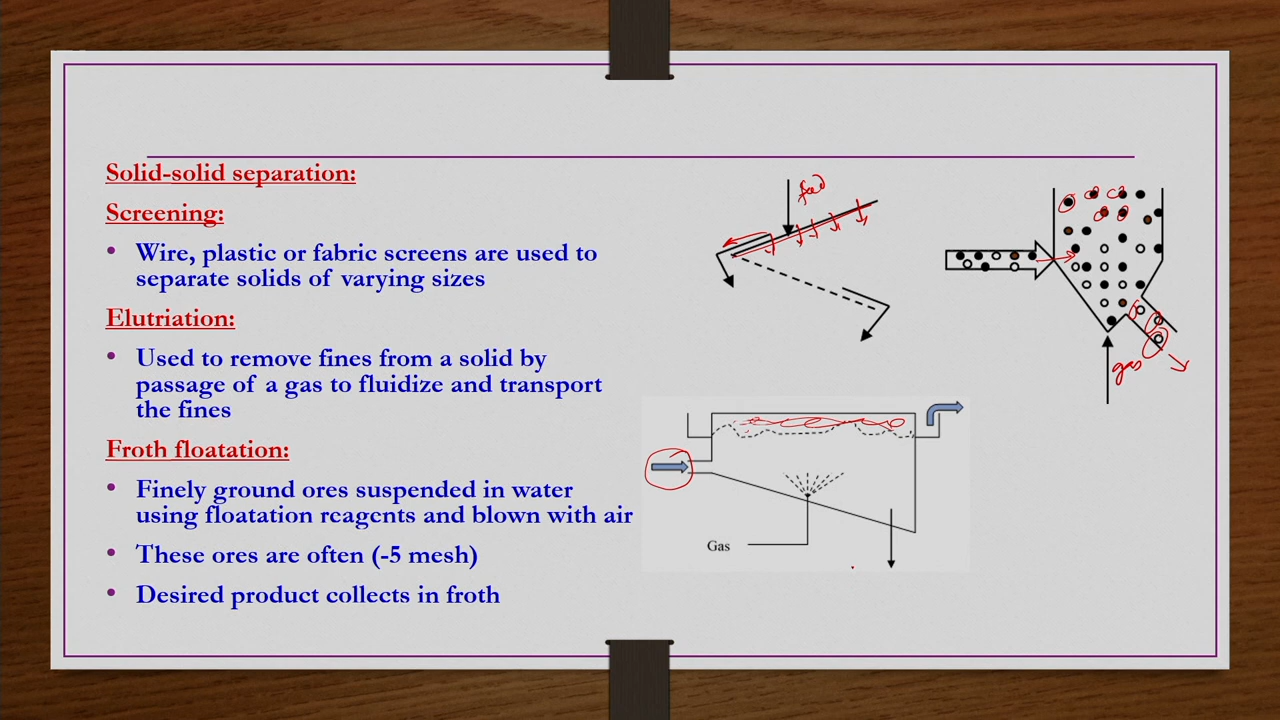 Solid-solid separation:
Screening:
• Wire, plastic or fabric screens are used to
separate solids of varying sizes
Elutriation:
• Used to remove fines from a solid by
passage of a gas to fluidize and transport
the fines
Froth floatation:
• Finely ground ores suspended in water
using floatation reagents and blown with air
• These ores are often (-5 mesh)
• Desired product collects in froth
feed
gas
Gas